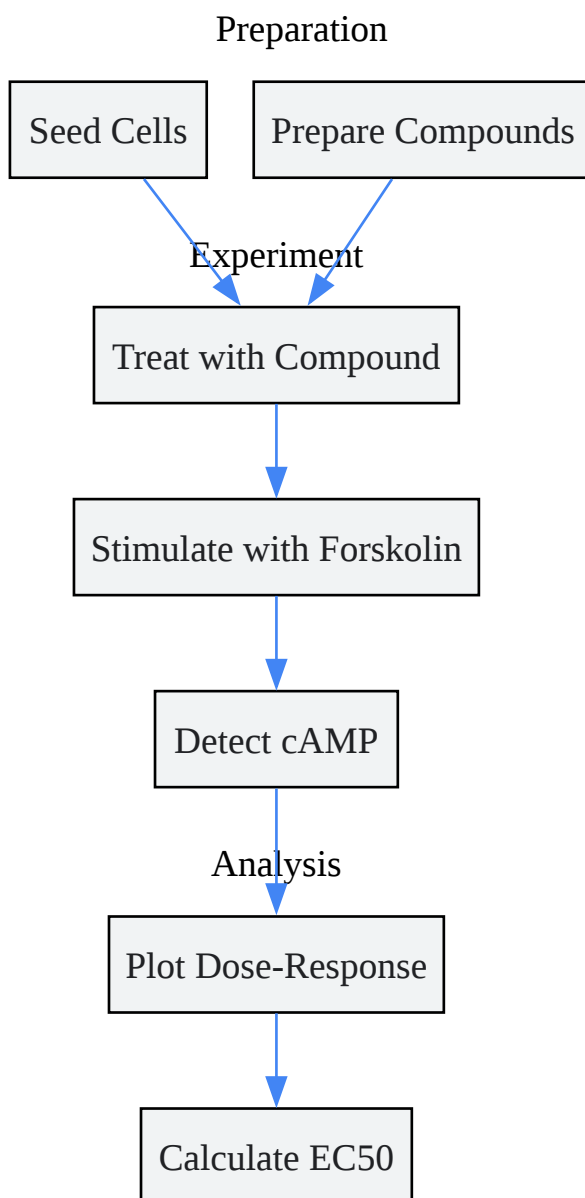 Preparation
Seed Cells
Prepare Compounds
Experiment
Treat with Compound
Stimulate with Forskolin
Detect cAMP
Analysis
Plot Dose-Response
Calculate EC50